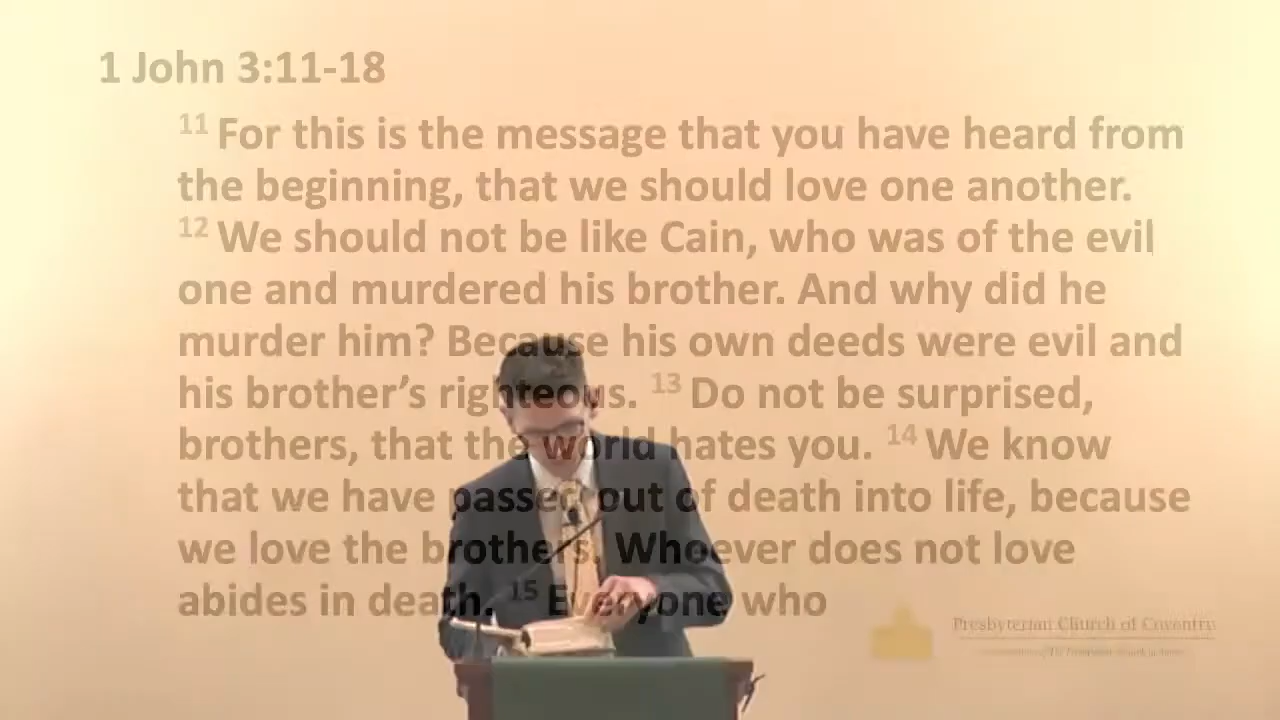 1 John 3:11-18
11 For this is the message that you have heard from
the beginning, that we should love one another.
12 We should not be like Cain, who was of the evil
one and murdered his brother. And why did he
murder him? Because his own deeds were evil and
his brother’s righteous. 13 Do not be surprised,
brothers, that the world hates you. 14 We know
that we have passed out of death into life, because
we love the brothers. Whoever does not love
abides in death. 15 Everyone who
Presbyterian Church of Coventry